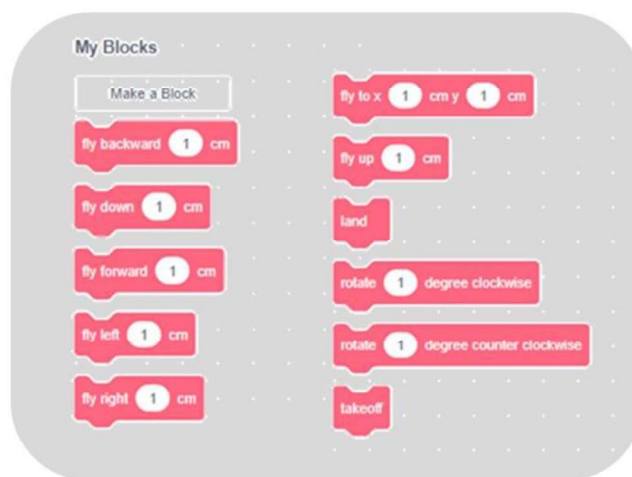 My Blocks
Make a Block
fly backward 1 cm
fly down 1 cm
fly forward 1 cm
fly left 1 cm
fly right 1 cm
fly to x 1 cm y 1 cm
fly up 1 cm
land
rotate 1 degree clockwise
rotate 1 degree counter clockwise
takeoff